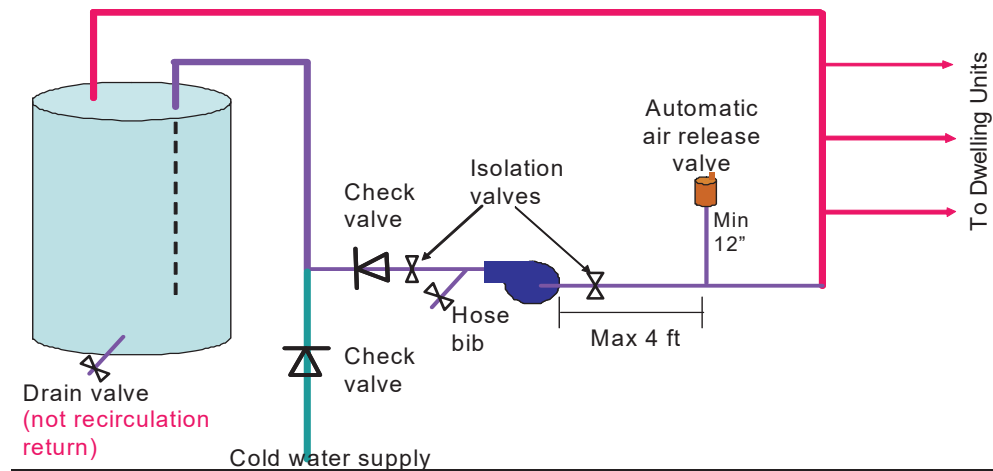 Automatic
air release
valve
To Dwelling Units
Isolation
valves
Check
valve
Min
12”
Hose
bib
Max 4 ft
Check
valve
Drain valve
(not recirculation
return)
Cold water supply